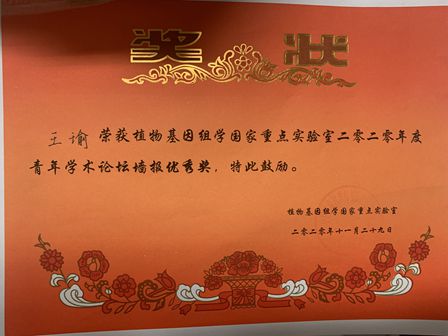 奖状
王瑜 荣获植物基因组学国家重点实验室二零二零年度
青年学术论坛墙报优秀奖，特此鼓励。
植物基因组学国家重点实验室
二零二零年十一月二十九日